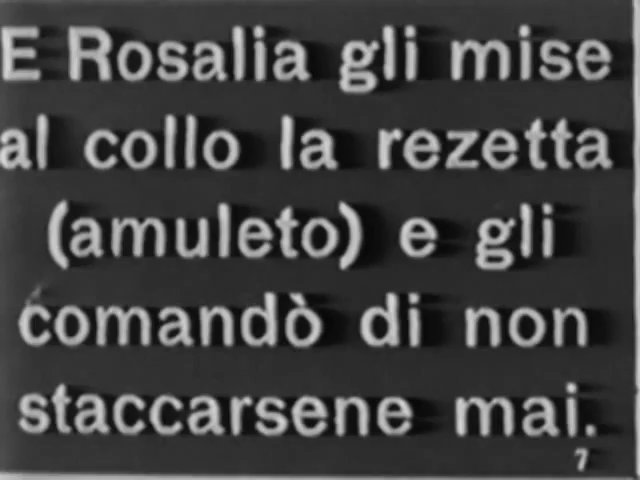 E Rosalia gli mise
al collo la rezetta
(amuleto) e gli
comandò di non
staccarsene mai.
7